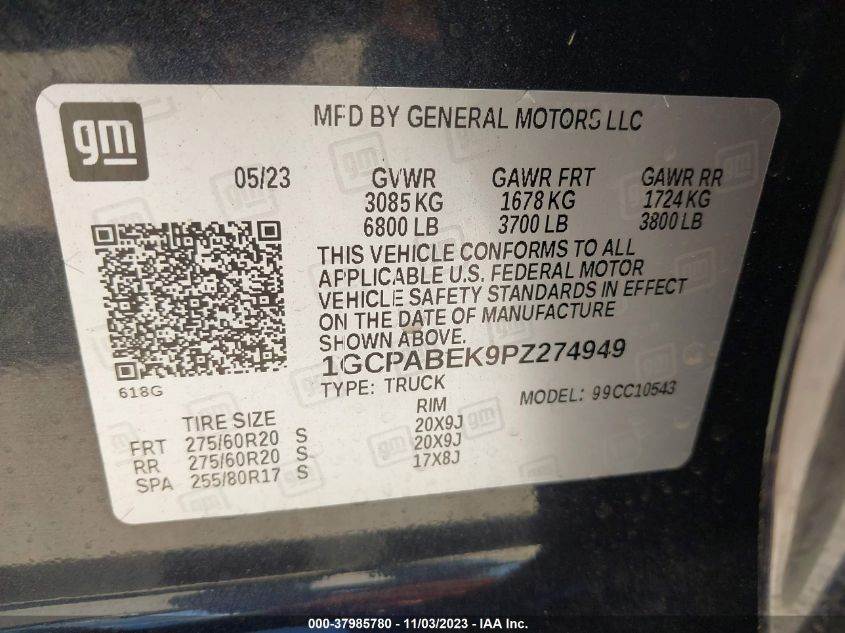 gm
MFD BY GENERAL MOTORS LLC
05/23 GVWR GAWR FRT GAWR RR
3085 KG 1678 KG 1724 KG
6800 LB 3700 LB 3800 LB
THIS VEHICLE CONFORMS TO ALL
APPLICABLE U.S. FEDERAL MOTOR
VEHICLE SAFETY STANDARDS IN EFFECT
ON THE DATE OF MANUFACTURE
SHOWN ABOVE.
1GCPABEK9PZ274949
TYPE: TRUCK MODEL: 99CC10543
618G
TIRE SIZE RIM
FRT 275/60R20 S 20X9J
RR 275/60R20 S 20X9J
SPA 255/80R17 S 17X8J
000-37985780 - 11/03/2023 - IAA Inc.